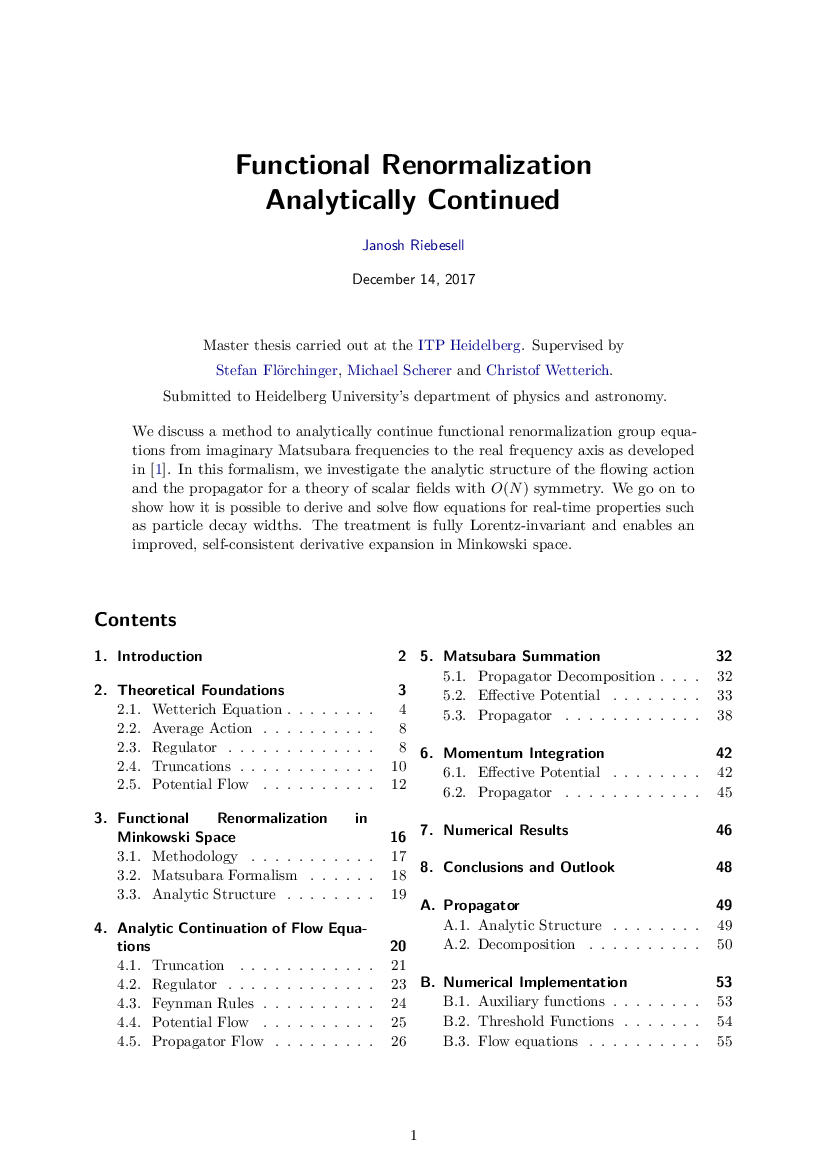 Functional Renormalization
Analytically Continued
Janosh Riebesell
December 14, 2017
Master thesis carried out at the ITP Heidelberg. Supervised by
Stefan Flörchinger, Michael Scherer and Christof Wetterich.
Submitted to Heidelberg University's department of physics and astronomy.
We discuss a method to analytically continue functional renormalization group equa-
tions from imaginary Matsubara frequencies to the real frequency axis as developed
in [1]. In this formalism, we investigate the analytic structure of the flowing action
and the propagator for a theory of scalar fields with O(N) symmetry. We go on to
show how it is possible to derive and solve flow equations for real-time properties such
as particle decay widths. The treatment is fully Lorentz-invariant and enables an
improved, self-consistent derivative expansion in Minkowski space.
Contents
1. Introduction 2
2. Theoretical Foundations 3
2.1. Wetterich Equation . . . . . . . . 4
2.2. Average Action . . . . . . . . . . 8
2.3. Regulator . . . . . . . . . . . . . 8
2.4. Truncations . . . . . . . . . . . . 10
2.5. Potential Flow . . . . . . . . . . 12
3. Functional Renormalization in
Minkowski Space 16
3.1. Methodology . . . . . . . . . . . 17
3.2. Matsubara Formalism . . . . . . 18
3.3. Analytic Structure . . . . . . . . 19
4. Analytic Continuation of Flow Equa-
tions 20
4.1. Truncation . . . . . . . . . . . . 21
4.2. Regulator . . . . . . . . . . . . . 23
4.3. Feynman Rules . . . . . . . . . . 24
4.4. Potential Flow . . . . . . . . . . 25
4.5. Propagator Flow . . . . . . . . . 26
5. Matsubara Summation 32
5.1. Propagator Decomposition . . . . 32
5.2. Effective Potential . . . . . . . . 33
5.3. Propagator . . . . . . . . . . . . 38
6. Momentum Integration 42
6.1. Effective Potential . . . . . . . . 42
6.2. Propagator . . . . . . . . . . . . 45
7. Numerical Results 46
8. Conclusions and Outlook 48
A. Propagator 49
A.1. Analytic Structure . . . . . . . . 49
A.2. Decomposition . . . . . . . . . . 50
B. Numerical Implementation 53
B.1. Auxiliary functions . . . . . . . . 53
B.2. Threshold Functions . . . . . . . 54
B.3. Flow equations . . . . . . . . . . 55
1